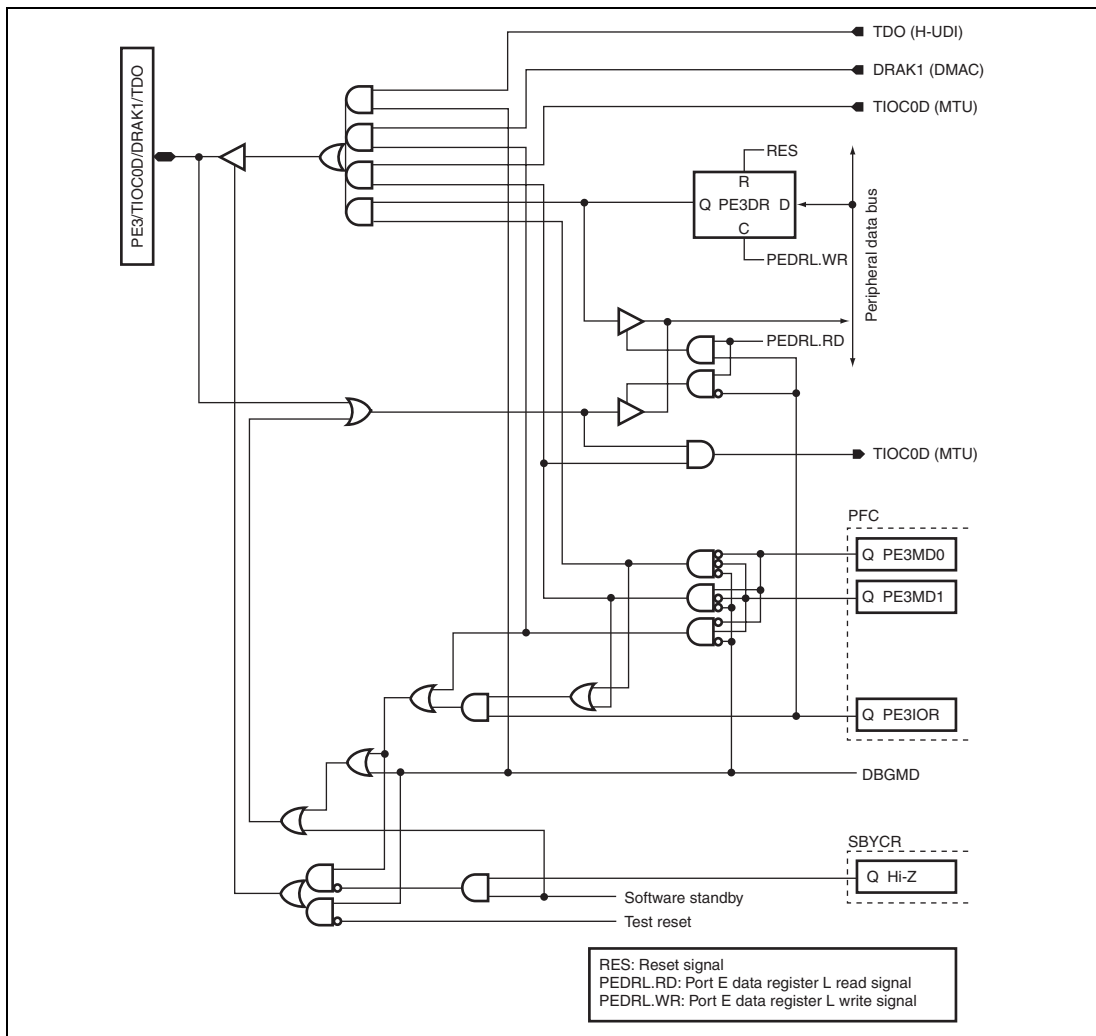 TDO (H-UDI)
DRAK1 (DMAC)
TIOC0D (MTU)
PE3/TIOC0D/DRAK1/TDO
RES
R
Q PE3DR D
C
PEDRL.WR
Peripheral data bus
PEDRL.RD
TIOC0D (MTU)
PFC
Q PE3MD0
Q PE3MD1
Q PE3IOR
DBGMD
SBYCR
Q Hi-Z
Software standby
Test reset
RES: Reset signal
PEDRL.RD: Port E data register L read signal
PEDRL.WR: Port E data register L write signal